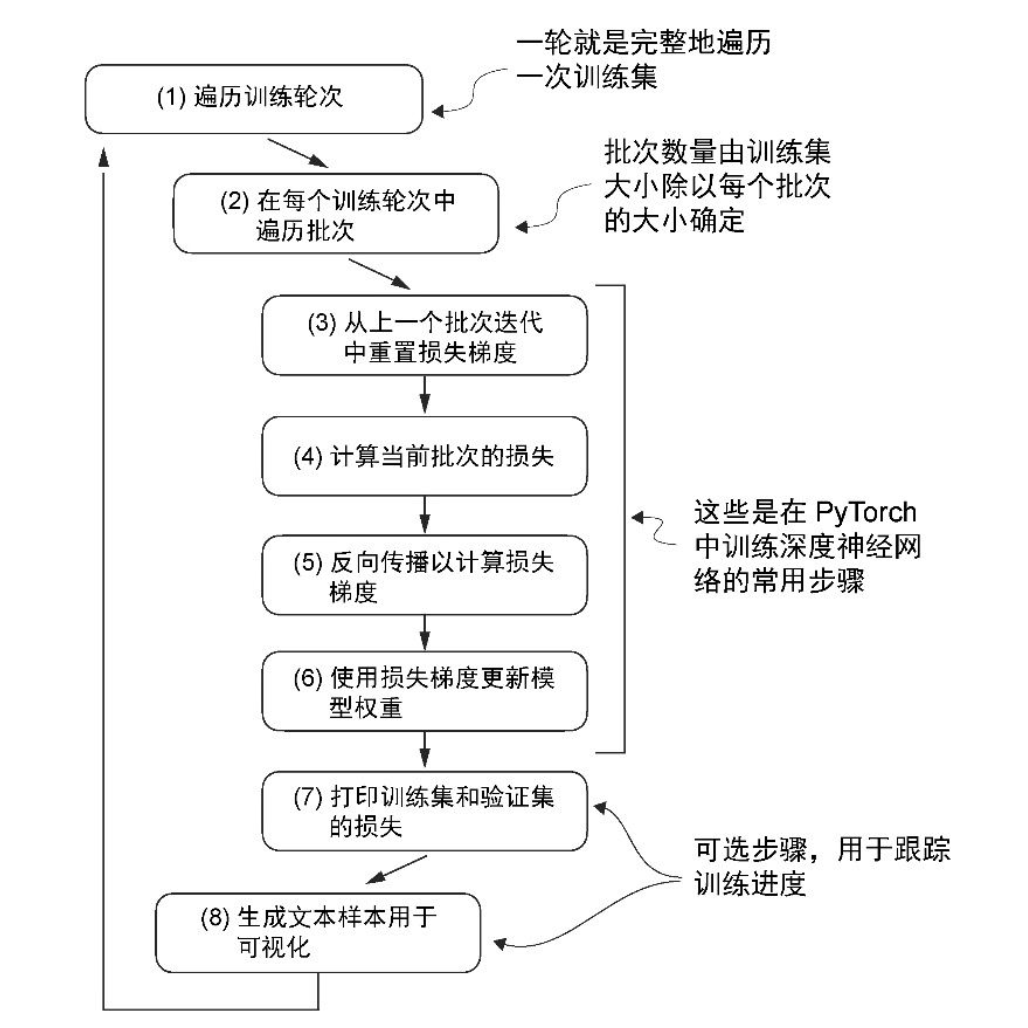 一轮就是完整地遍历
一次训练集
(1) 遍历训练轮次
批次数量由训练集
大小除以每个批次
的大小确定
(2) 在每个训练轮次中
遍历批次
(3) 从上一个批次迭代
中重置损失梯度
(4) 计算当前批次的损失
(5) 反向传播以计算损失
梯度
(6) 使用损失梯度更新模
型权重
这些是在 PyTorch
中训练深度神经网
络的常用步骤
(7) 打印训练集和验证集
的损失
(8) 生成文本样本用于
可视化
可选步骤，用于跟踪
训练进度